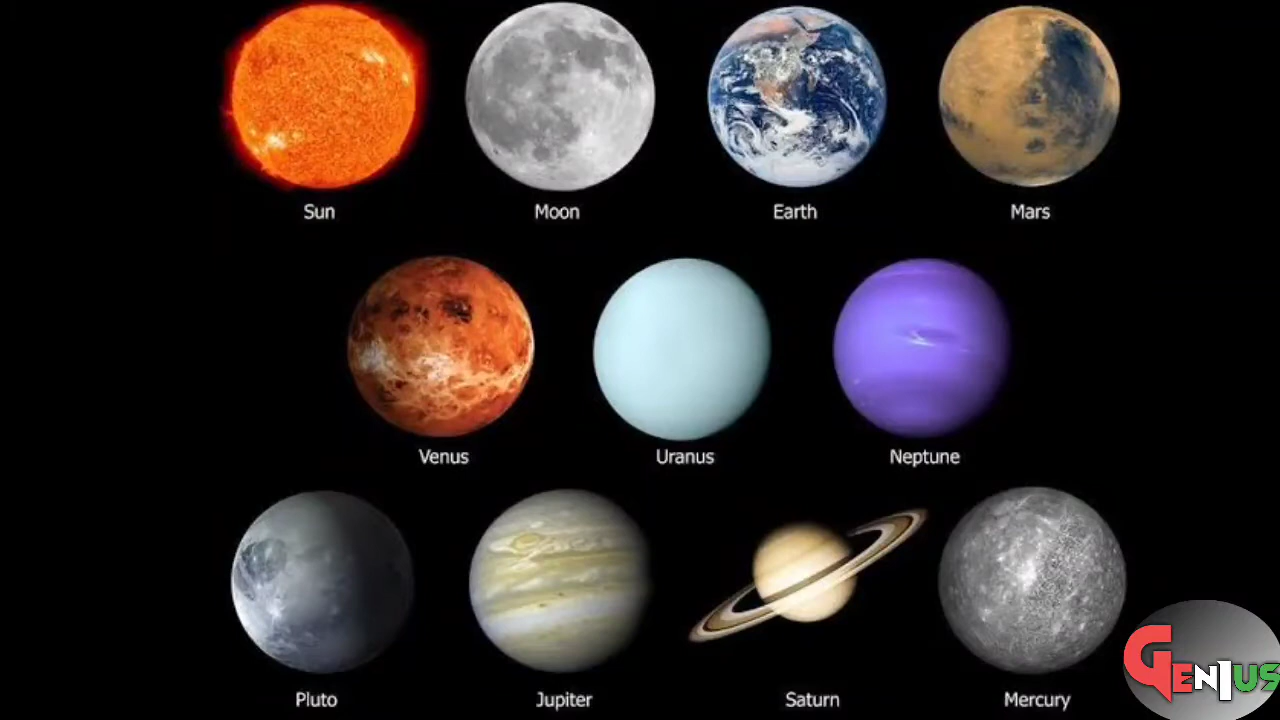 Sun
Moon
Earth
Mars
Venus
Uranus
Neptune
Pluto
Jupiter
Saturn
Mercury
GENIUS